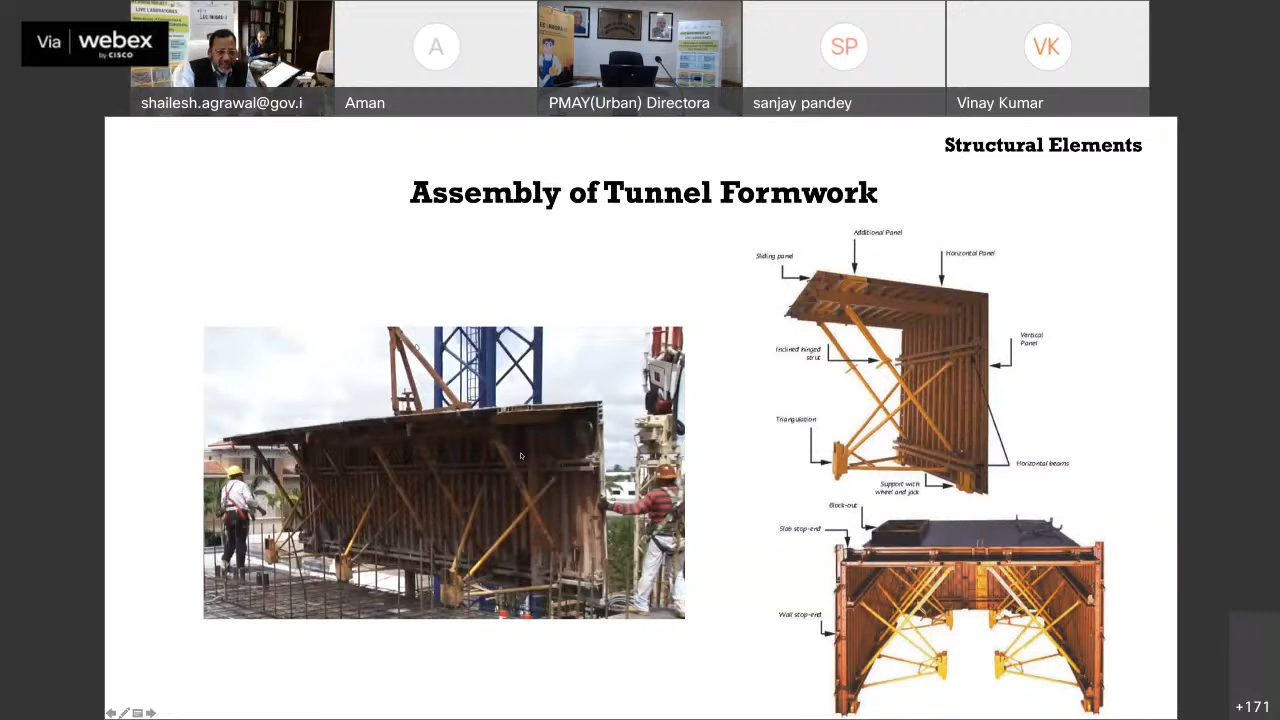 Via webex
by CISCO
A
SP
VK
shailesh.agrawal@gov.i
Aman
PMAY(Urban) Directora
sanjay pandey
Vinay Kumar
Structural Elements
Assembly of Tunnel Formwork
Additional Panel
Sliding panel
Horizontal Panel
Vertical
Panel
Inclined hinged
strut
Triangulation
Horizontal beams
Support with
wheel and jack
Block-out
Slab stop-end
Wall stop-end
+171